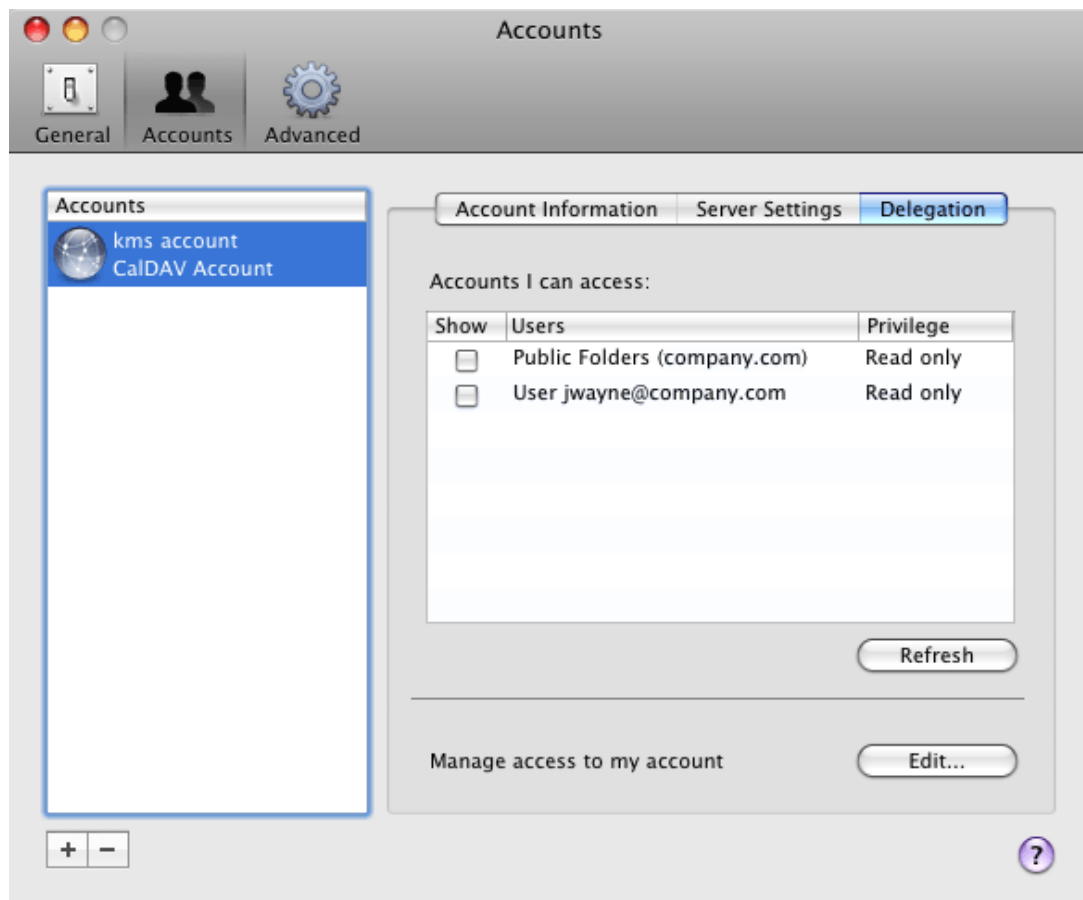 Accounts
General Accounts Advanced
Accounts
kms account
CalDAV Account
Account Information Server Settings Delegation
Accounts I can access:
Show Users Privilege
Public Folders (company.com) Read only
User jwayne@company.com Read only
Refresh
Manage access to my account Edit...
+ − ?